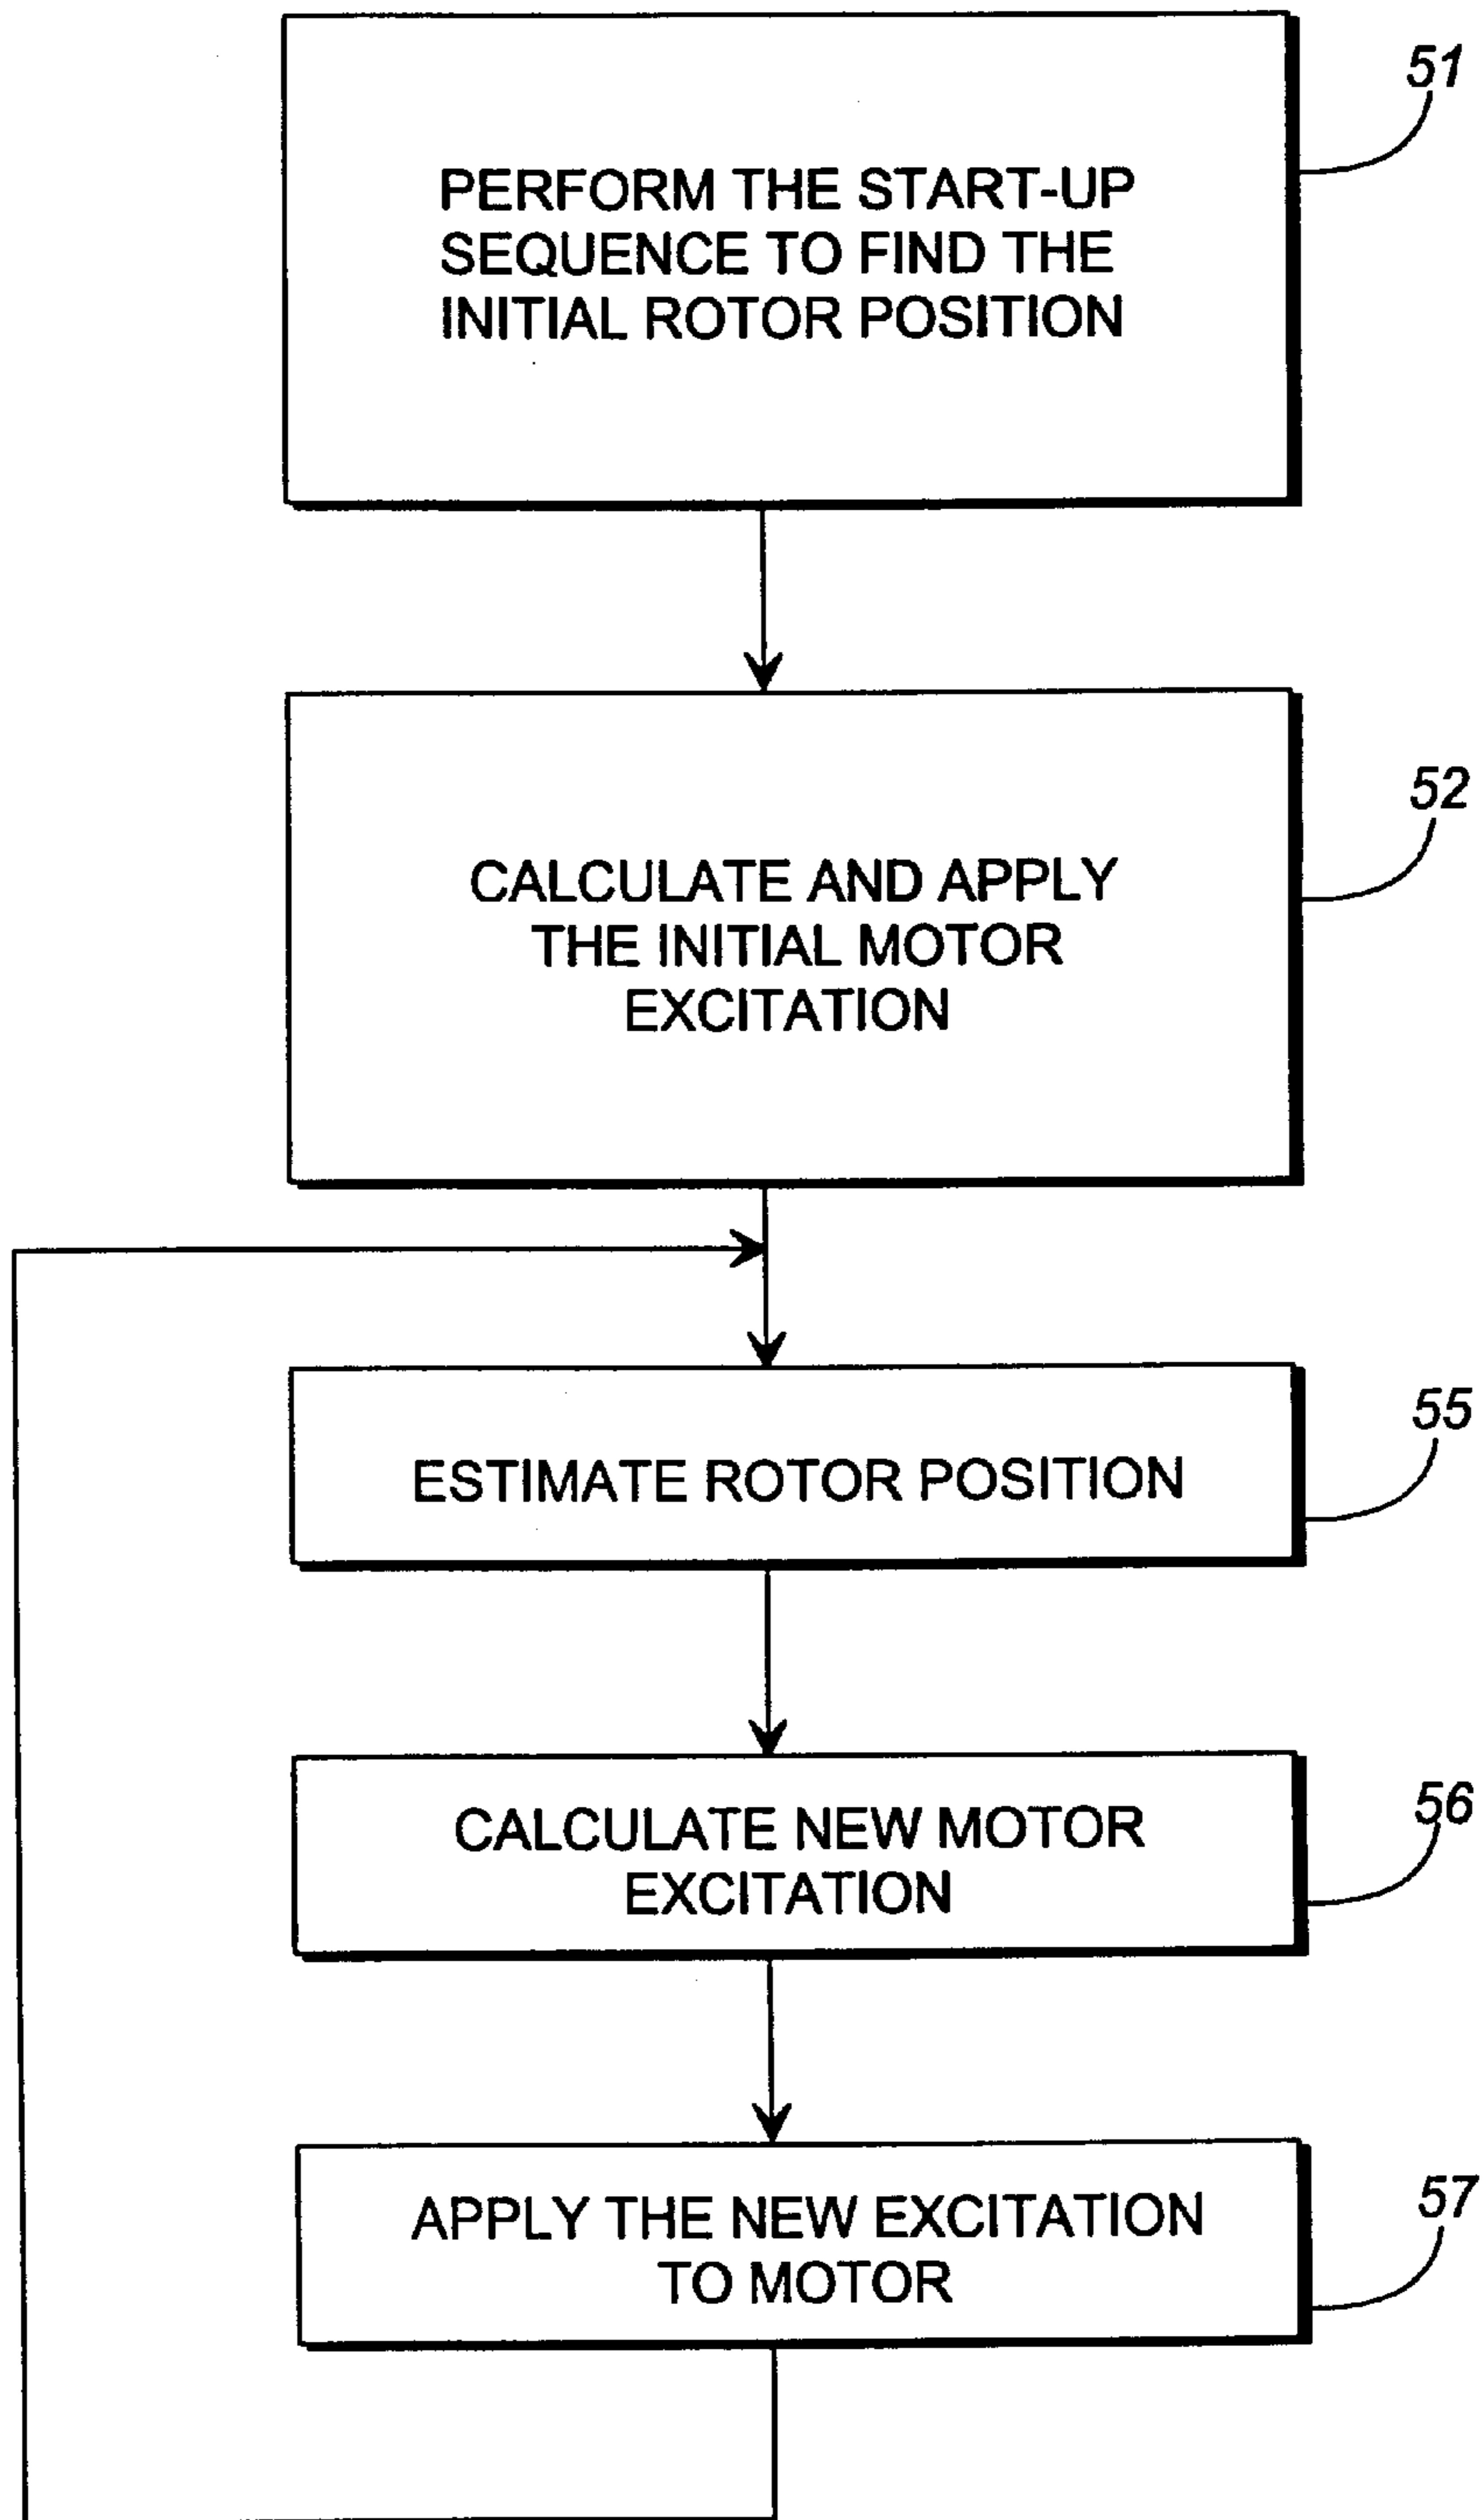 51
PERFORM THE START-UP
SEQUENCE TO FIND THE
INITIAL ROTOR POSITION
52
CALCULATE AND APPLY
THE INITIAL MOTOR
EXCITATION
55
ESTIMATE ROTOR POSITION
56
CALCULATE NEW MOTOR
EXCITATION
57
APPLY THE NEW EXCITATION
TO MOTOR